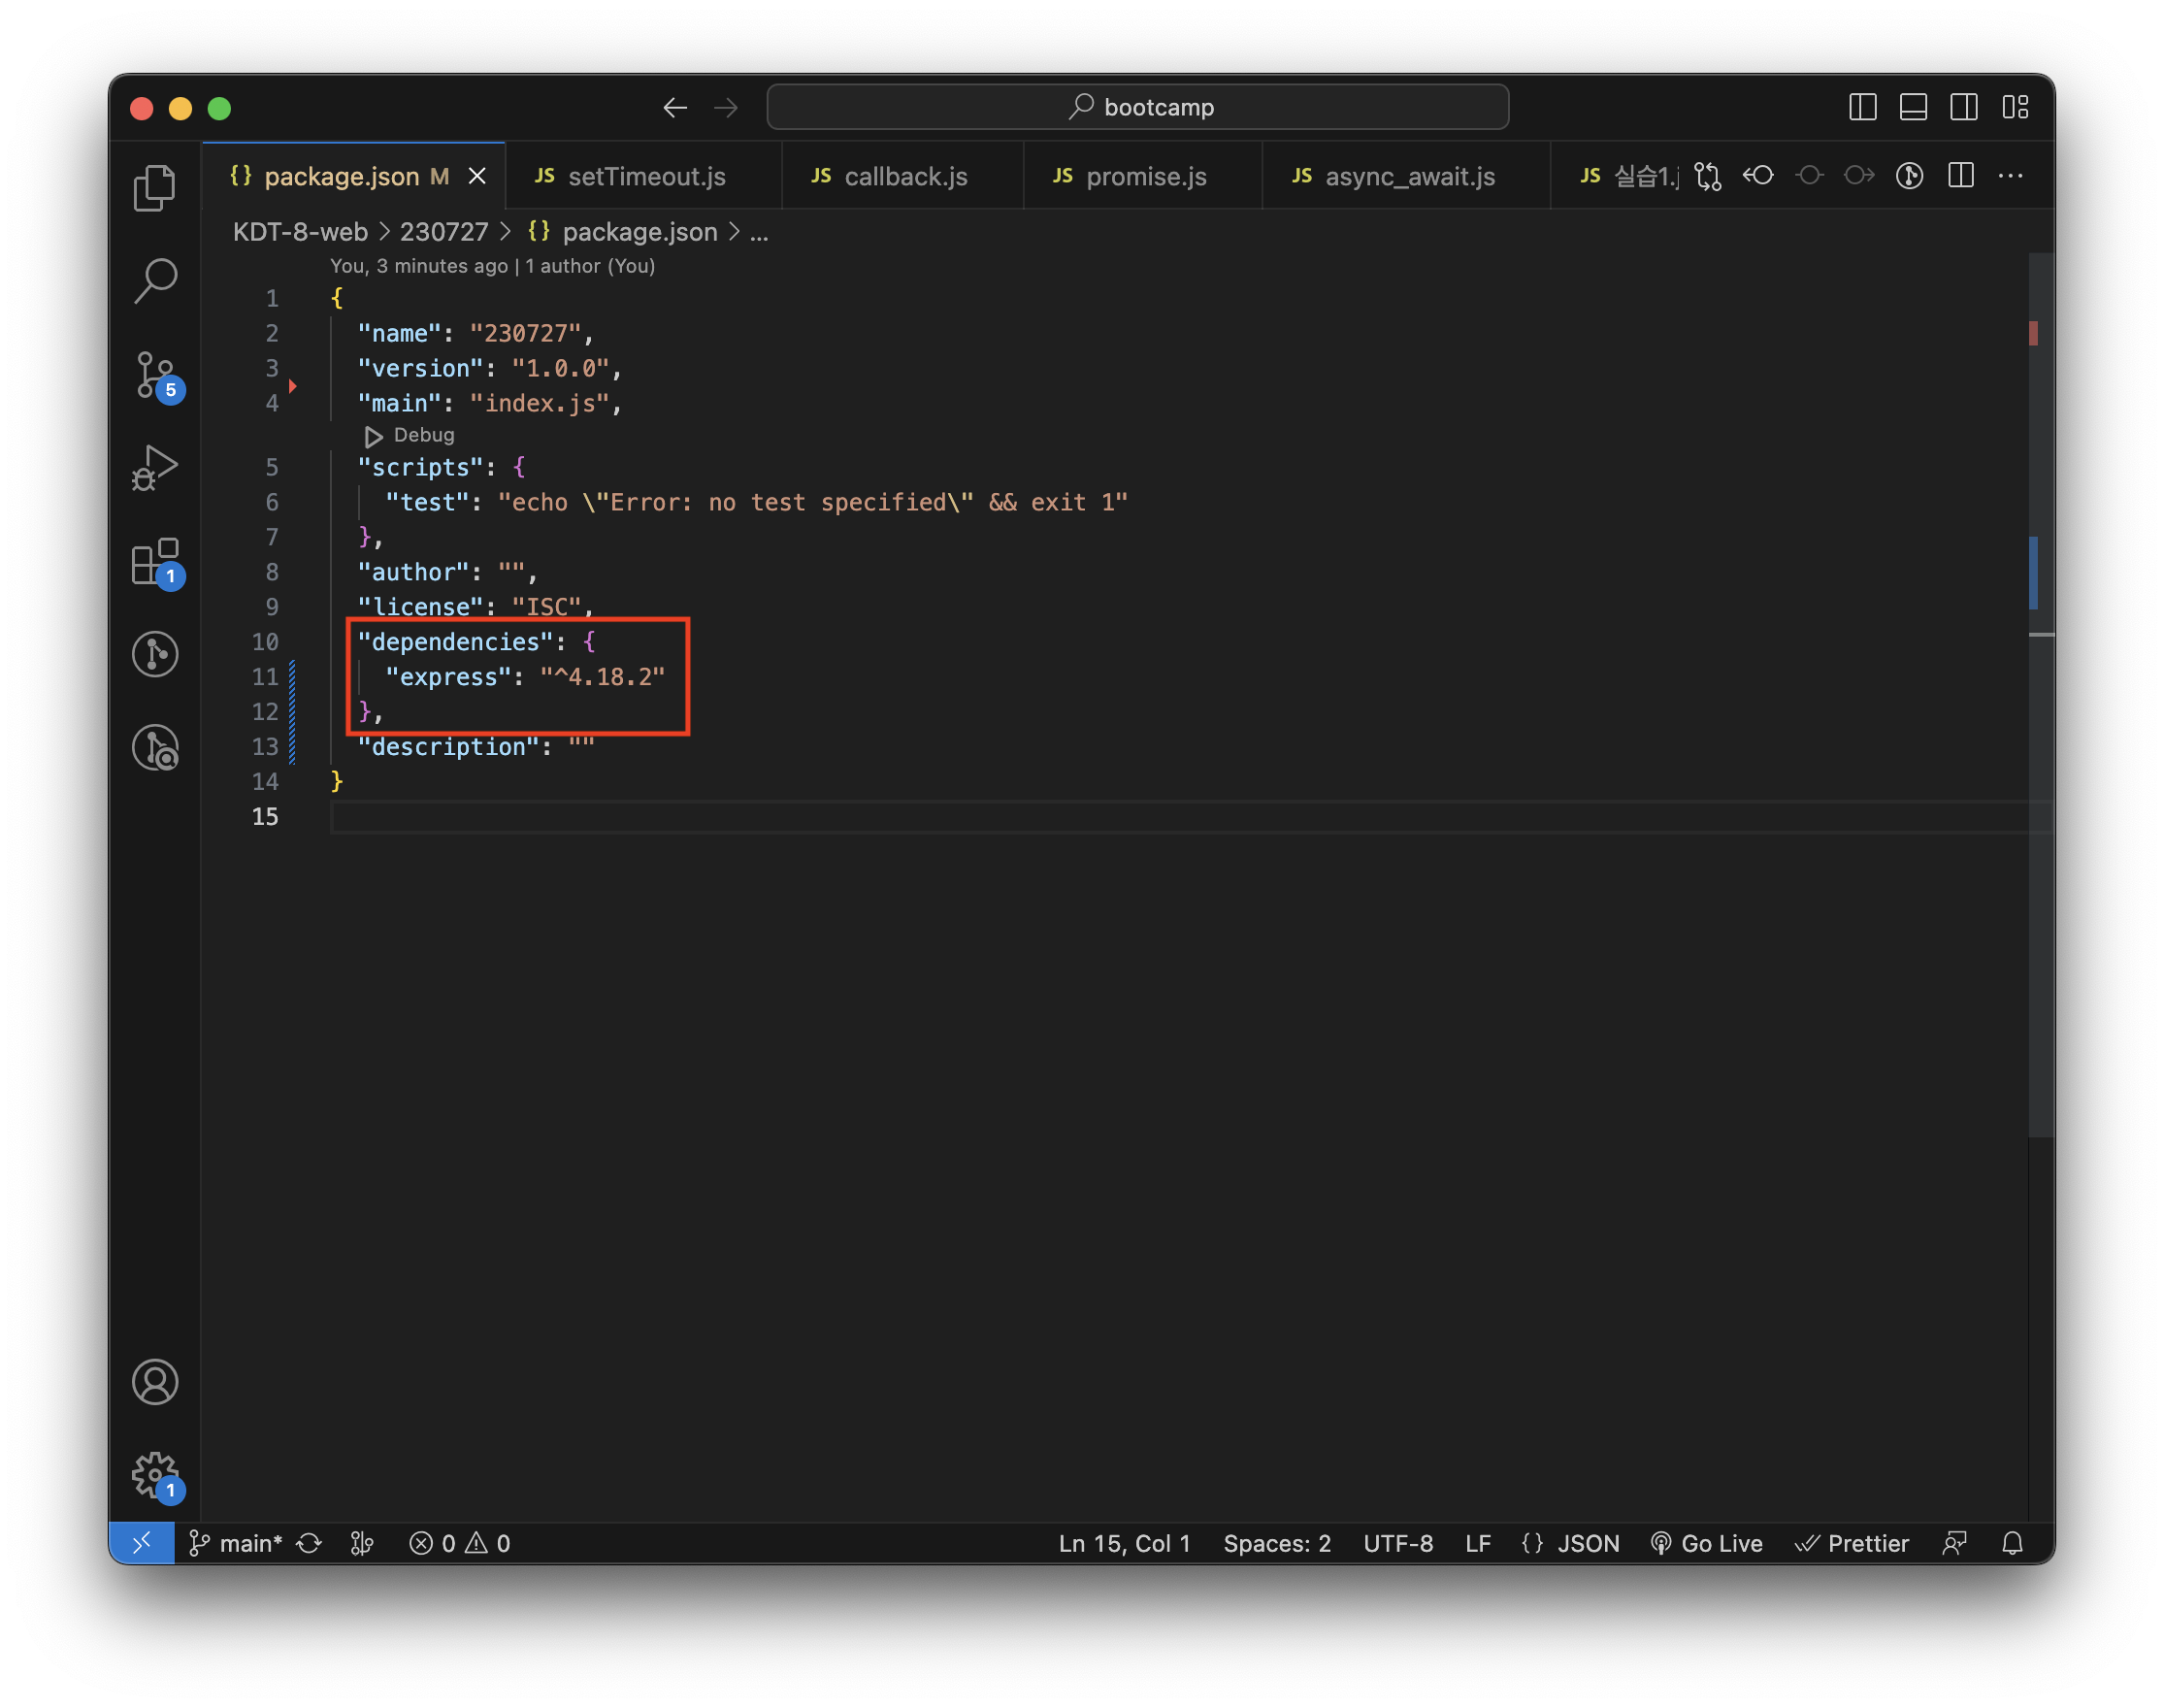 bootcamp
{} package.json M
JS setTimeout.js
JS callback.js
JS promise.js
JS async_await.js
JS 실습1.j
KDT-8-web > 230727 > {} package.json > ...
You, 3 minutes ago | 1 author (You)
1 {
2 "name": "230727",
3 "version": "1.0.0",
4 "main": "index.js",
Debug
5 "scripts": {
6 "test": "echo \"Error: no test specified\" && exit 1"
7 },
8 "author": "",
9 "license": "ISC",
10 "dependencies": {
11 "express": "^4.18.2"
12 },
13 "description": ""
14 }
15
5
1
1
main* 0 0 Ln 15, Col 1 Spaces: 2 UTF-8 LF {} JSON Go Live Prettier